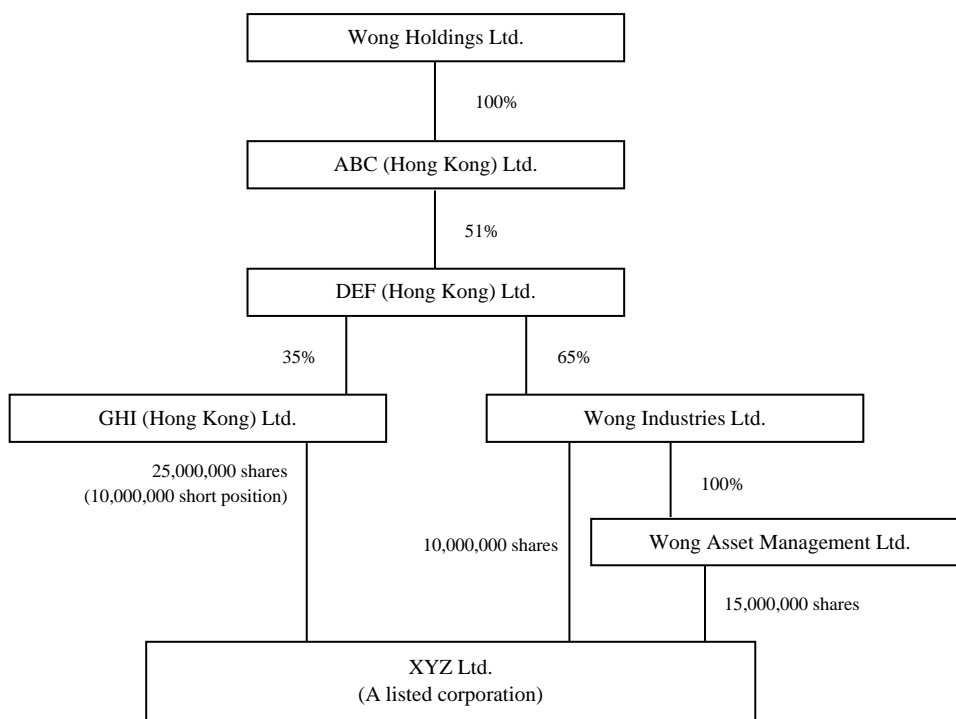 Wong Holdings Ltd.
100%
ABC (Hong Kong) Ltd.
51%
DEF (Hong Kong) Ltd.
35%
65%
GHI (Hong Kong) Ltd.
Wong Industries Ltd.
25,000,000 shares
(10,000,000 short position)
100%
10,000,000 shares
Wong Asset Management Ltd.
15,000,000 shares
XYZ Ltd.
(A listed corporation)